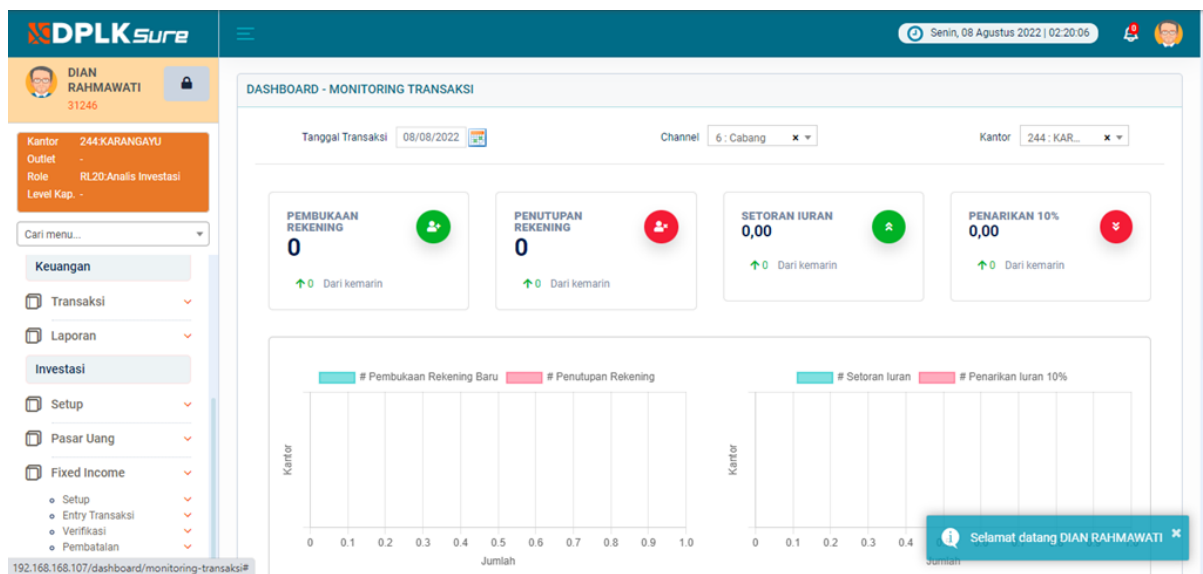 DPLKSure
Senin, 08 Agustus 2022 | 02:20:06
DIAN
RAHMAWATI
31246
Kantor 244:KARANGAYU
Outlet -
Role RL20:Analis Investasi
Level Kap. -
Cari menu...
Keuangan
Transaksi
Laporan
Investasi
Setup
Pasar Uang
Fixed Income
Setup
Entry Transaksi
Verifikasi
Pembatalan
192.168.168.107/dashboard/monitoring-transaksi#
DASHBOARD - MONITORING TRANSAKSI
Tanggal Transaksi 08/08/2022 Channel 6 : Cabang × Kantor 244 : KAR... ×
PEMBUKAAN
REKENING
0
0 Dari kemarin
PENUTUPAN
REKENING
0
0 Dari kemarin
SETORAN IURAN
0,00
0 Dari kemarin
PENARIKAN 10%
0,00
0 Dari kemarin
# Pembukaan Rekening Baru # Penutupan Rekening
Kantor
0 0.1 0.2 0.3 0.4 0.5 0.6 0.7 0.8 0.9 1.0
Jumlah
# Setoran Iuran # Penarikan Iuran 10%
Kantor
0 0.1 0.2 0.3 0.4
Jumlah
Selamat datang DIAN RAHMAWATI ×